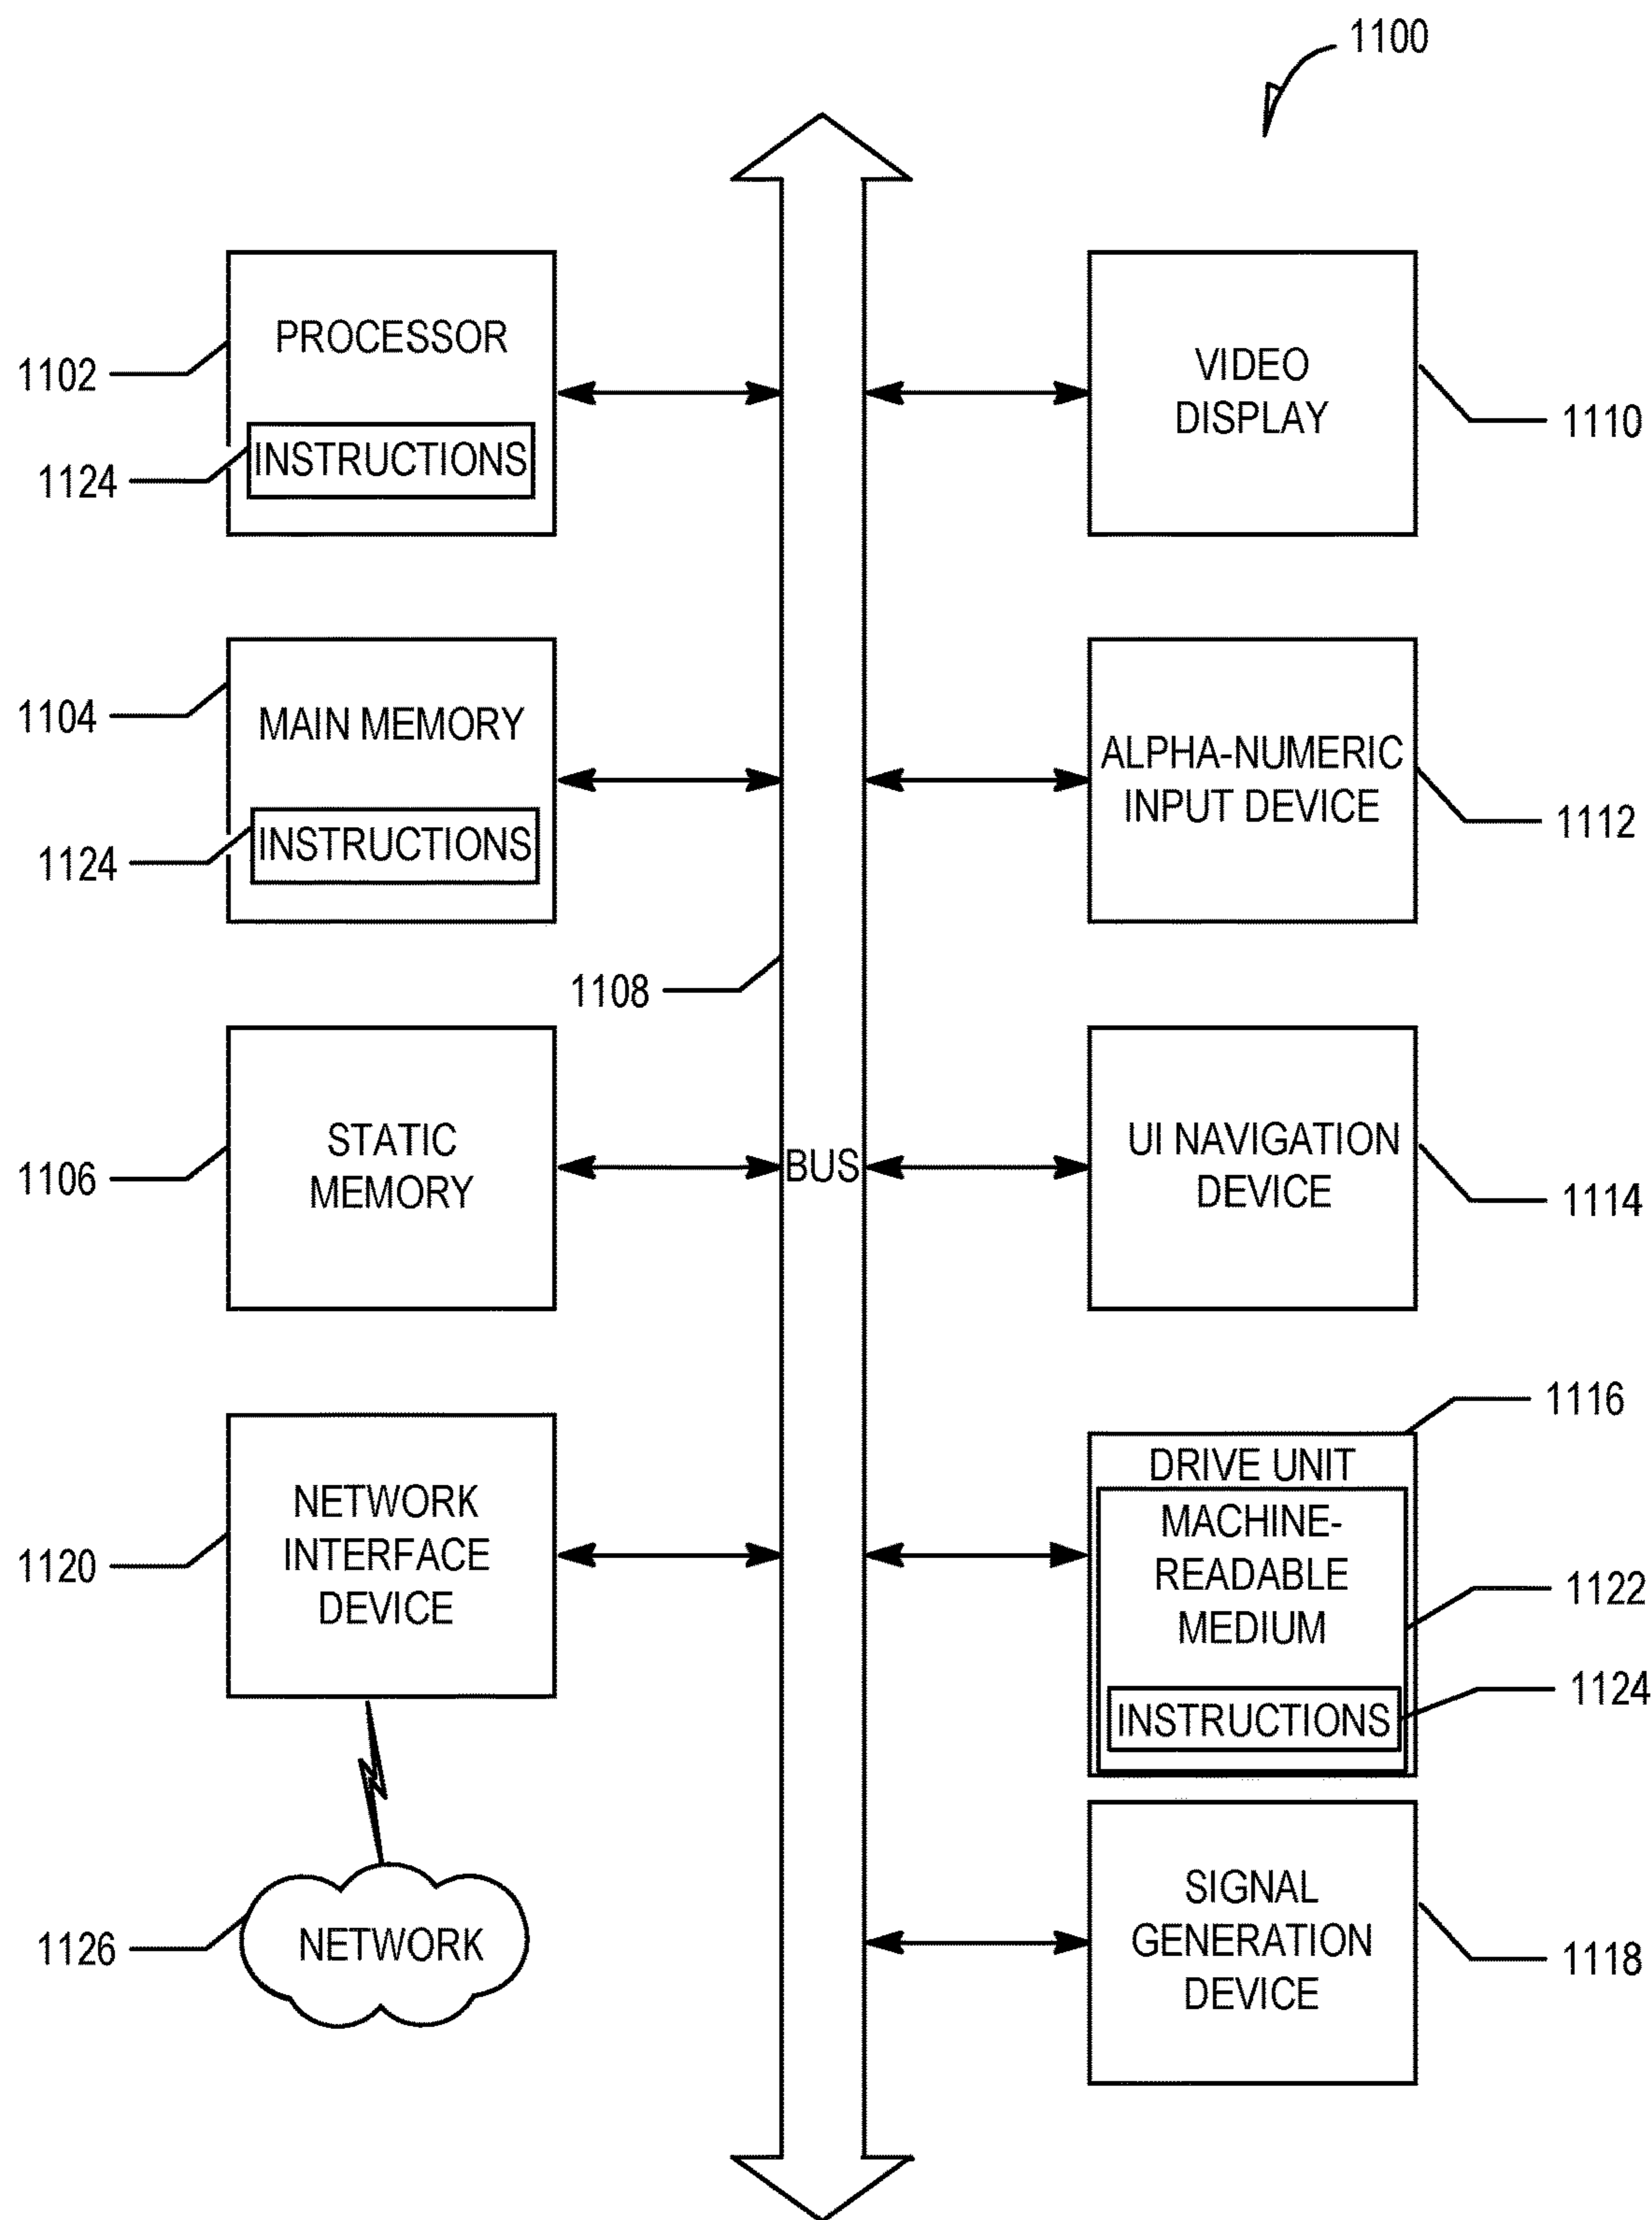 1100
PROCESSOR
1102
INSTRUCTIONS
1124
VIDEO
DISPLAY
1110
MAIN MEMORY
1104
INSTRUCTIONS
1124
ALPHA-NUMERIC
INPUT DEVICE
1112
1108
STATIC
MEMORY
1106
BUS
UI NAVIGATION
DEVICE
1114
NETWORK
INTERFACE
DEVICE
1120
1116
DRIVE UNIT
MACHINE-
READABLE
MEDIUM
1122
INSTRUCTIONS
1124
NETWORK
1126
SIGNAL
GENERATION
DEVICE
1118